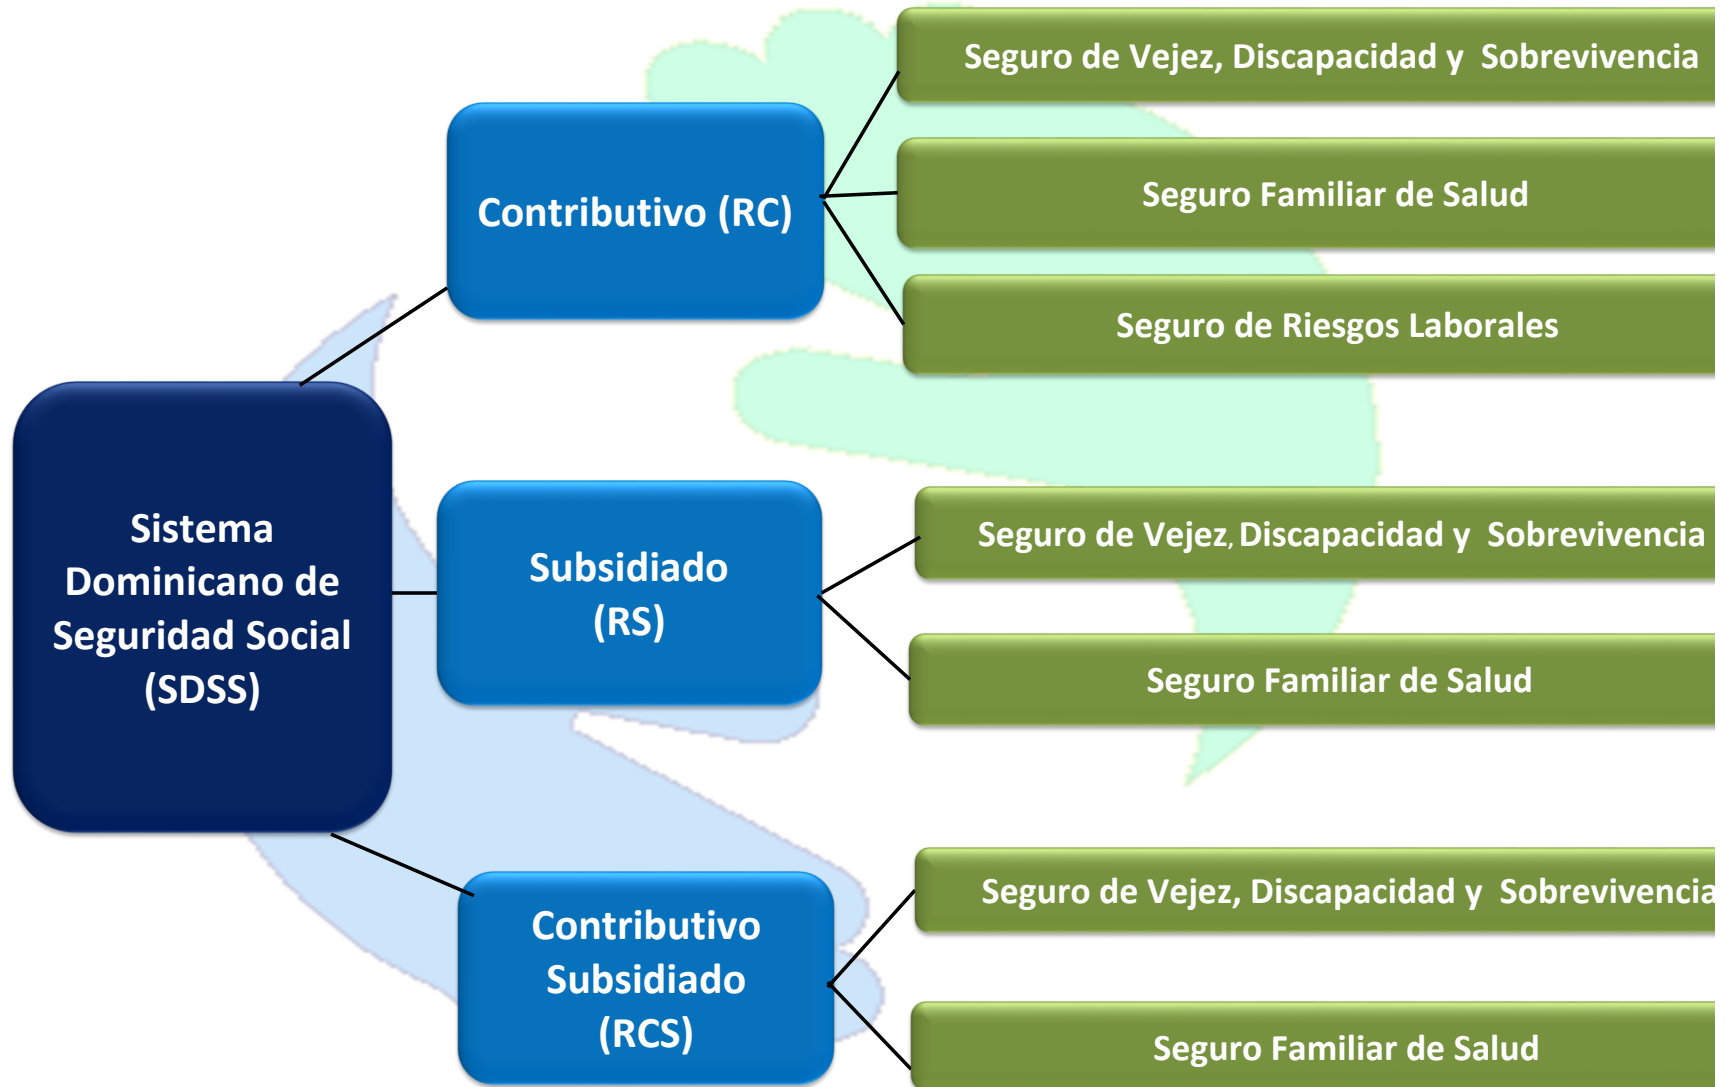 Sistema
Dominicano de
Seguridad Social
(SDSS)
Contributivo (RC)
Seguro de Vejez, Discapacidad y Sobrevivencia
Seguro Familiar de Salud
Seguro de Riesgos Laborales
Subsidiado
(RS)
Seguro de Vejez, Discapacidad y Sobrevivencia
Seguro Familiar de Salud
Contributivo
Subsidiado
(RCS)
Seguro de Vejez, Discapacidad y Sobrevivencia
Seguro Familiar de Salud